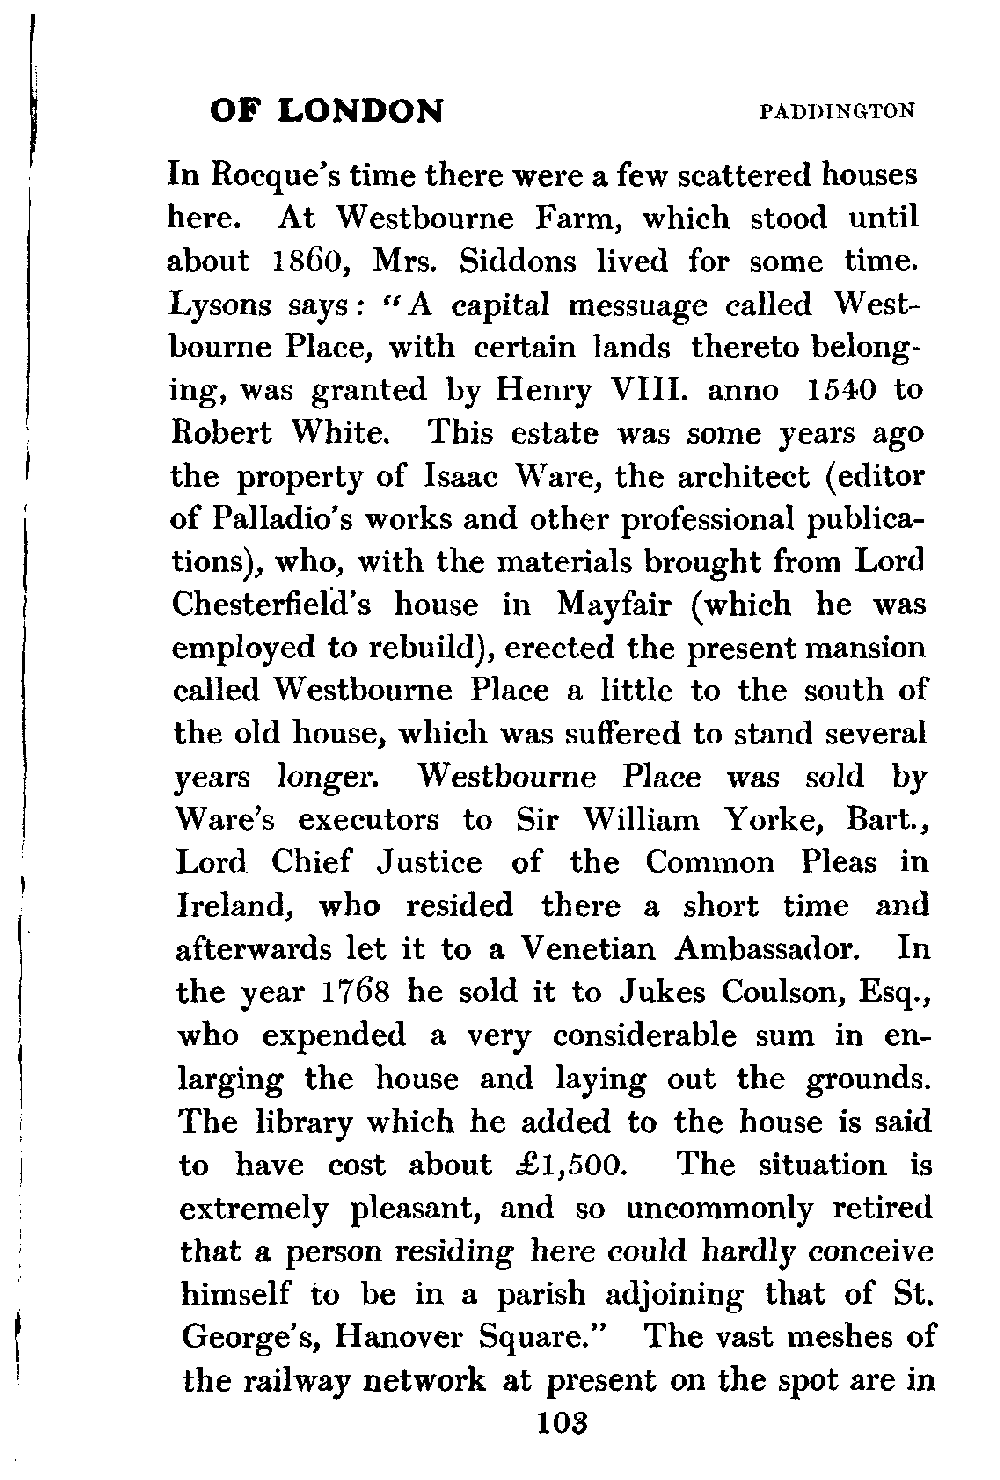 OF LONDON PADDINGTON
In Rocque's time there were a few scattered houses
here. At Westbourne Farm, which stood until
about 1860, Mrs. Siddons lived for some time.
Lysons says: "A capital messuage called West-
bourne Place, with certain lands thereto belong-
ing, was granted by Henry VIII. anno 1540 to
Robert White. This estate was some years ago
the property of Isaac Ware, the architect (editor
of Palladio's works and other professional publica-
tions), who, with the materials brought from Lord
Chesterfield's house in Mayfair (which he was
employed to rebuild), erected the present mansion
called Westbourne Place a little to the south of
the old house, which was suffered to stand several
years longer. Westbourne Place was sold by
Ware's executors to Sir William Yorke, Bart.,
Lord Chief Justice of the Common Pleas in
Ireland, who resided there a short time and
afterwards let it to a Venetian Ambassador. In
the year 1768 he sold it to Jukes Coulson, Esq.,
who expended a very considerable sum in en-
larging the house and laying out the grounds.
The library which he added to the house is said
to have cost about £1,500. The situation is
extremely pleasant, and so uncommonly retired
that a person residing here could hardly conceive
himself to be in a parish adjoining that of St.
George's, Hanover Square." The vast meshes of
the railway network at present on the spot are in
103